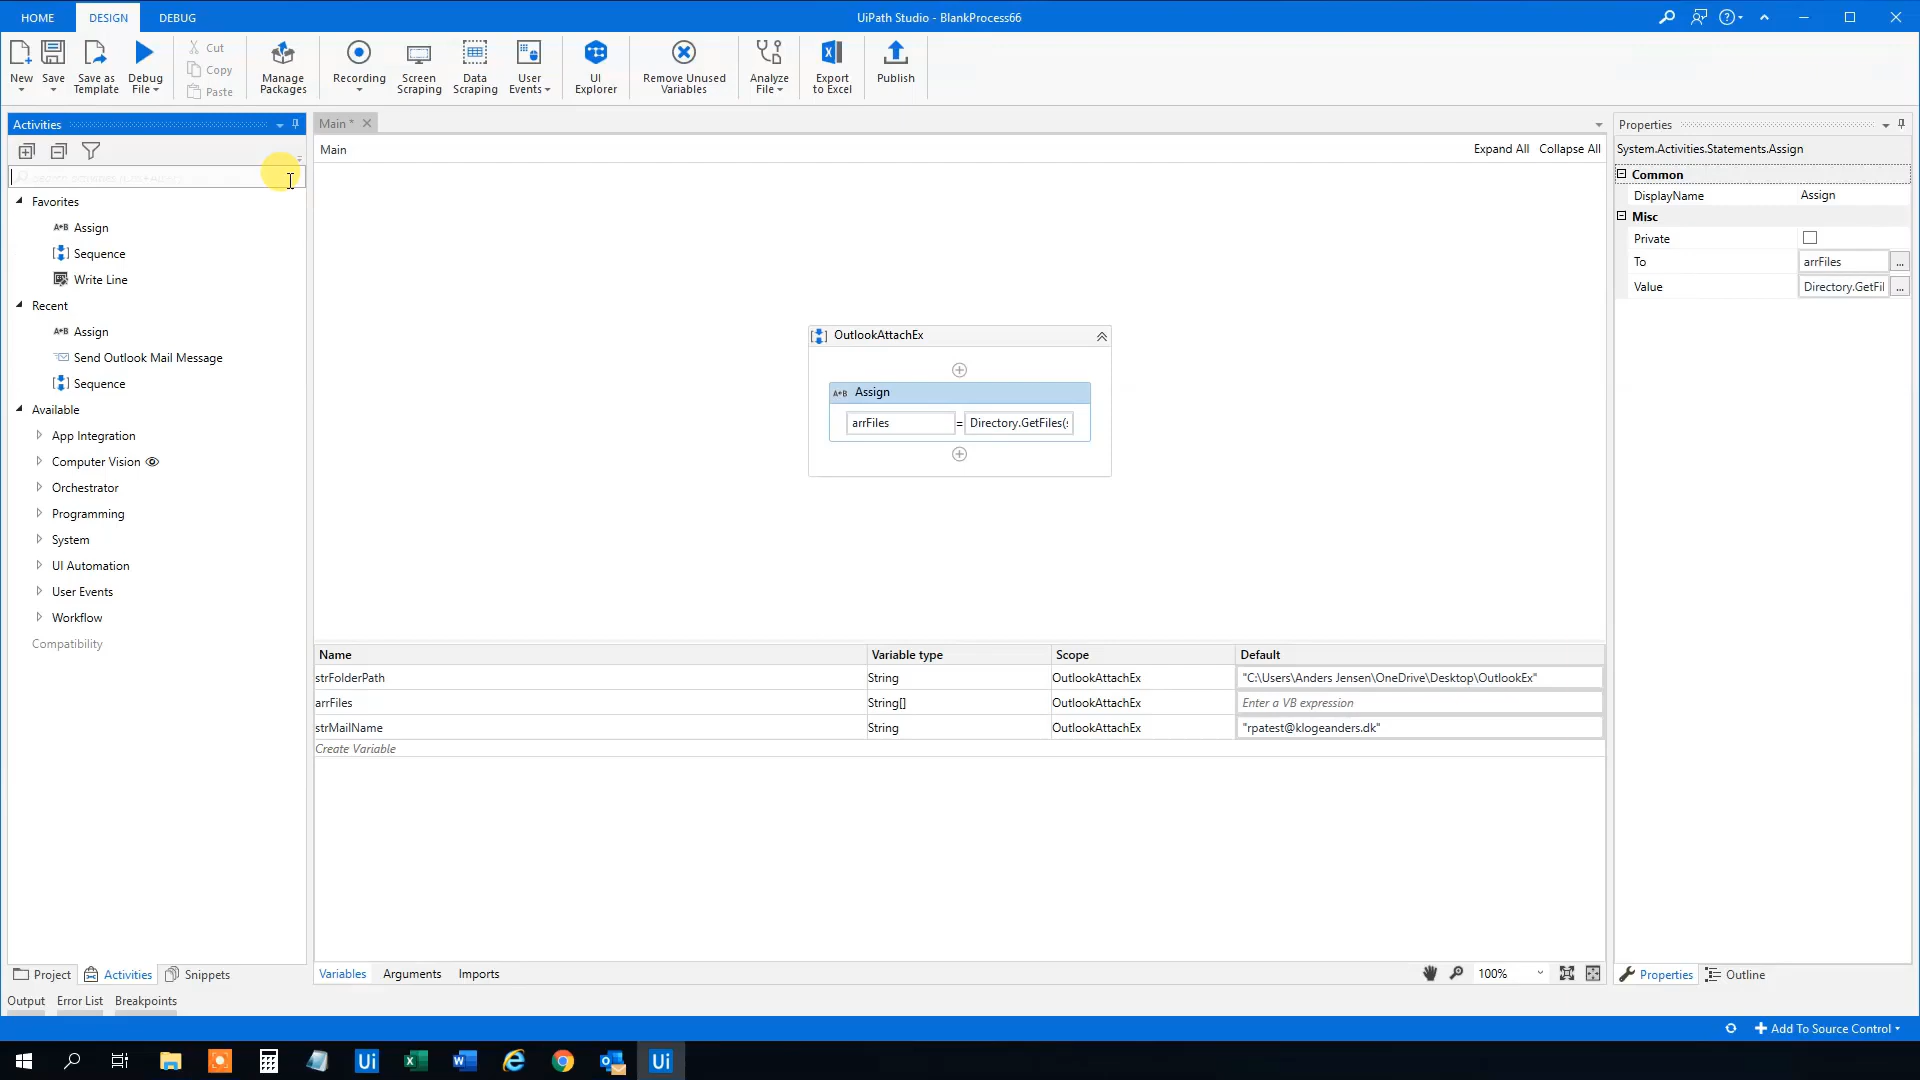 HOME
DESIGN
DEBUG
UiPath Studio - BlankProcess66
New
Save
Save as Template
Debug File
Cut
Copy
Paste
Manage Packages
Recording
Screen Scraping
Data Scraping
User Events
UI Explorer
Remove Unused Variables
Analyze File
Export to Excel
Publish
Activities
Favorites
A+B Assign
Sequence
Write Line
Recent
A+B Assign
Send Outlook Mail Message
Sequence
Available
App Integration
Computer Vision
Orchestrator
Programming
System
UI Automation
User Events
Workflow
Compatibility
Project
Activities
Snippets
Main *
Main
Expand All
Collapse All
OutlookAttachEx
A+B Assign
arrFiles = Directory.GetFiles(
Name Variable type Scope Default
strFolderPath String OutlookAttachEx "C:\Users\Anders Jensen\OneDrive\Desktop\OutlookEx"
arrFiles String[] OutlookAttachEx Enter a VB expression
strMailName String OutlookAttachEx "rpatest@klogeanders.dk"
Create Variable
Variables
Arguments
Imports
100%
Properties
System.Activities.Statements.Assign
Common
DisplayName Assign
Misc
Private
To arrFiles ...
Value Directory.GetFil ...
Properties
Outline
Output
Error List
Breakpoints
Add To Source Control
Ui
Ui